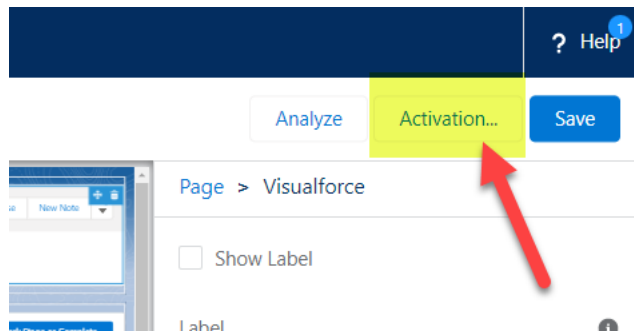 ? Help
1
Analyze
Activation...
Save
Page > Visualforce
New Note
Show Label
Label